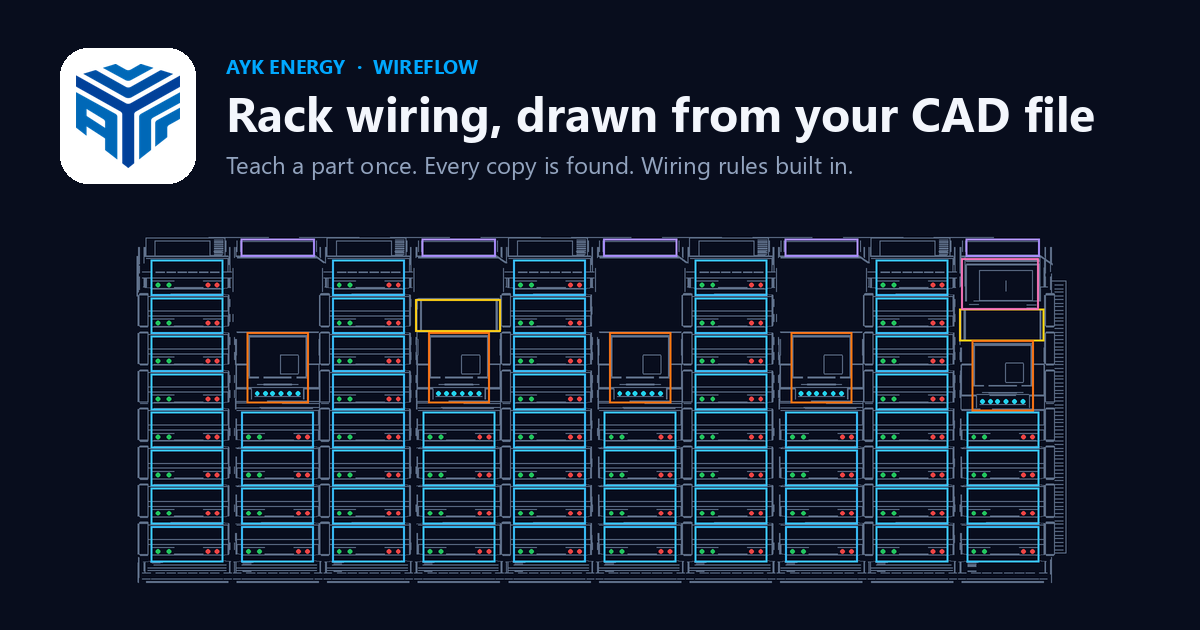 AYK ENERGY · WIREFLOW
Rack wiring, drawn from your CAD file
Teach a part once. Every copy is found. Wiring rules built in.